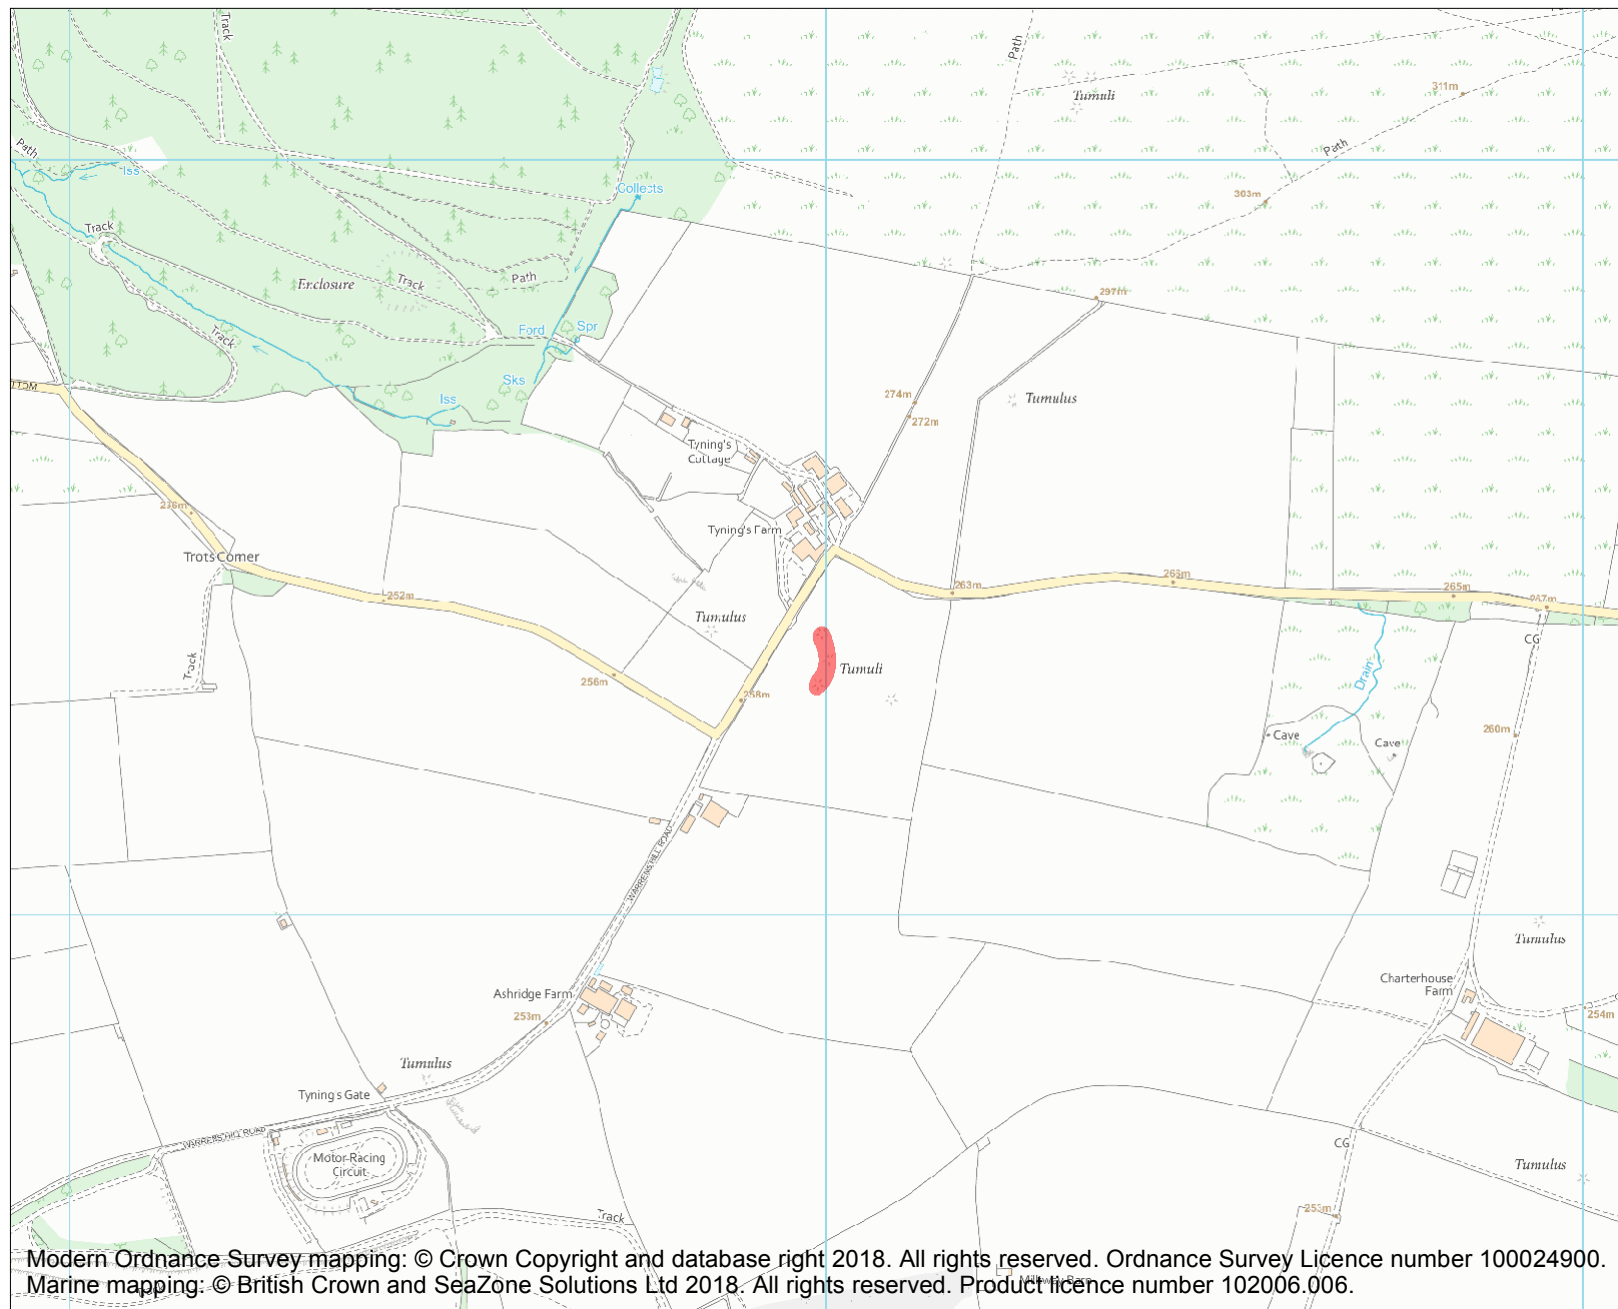 Track
Path
Tumuli
311m
Path
Path
Iss
Collects
303m
Track
Enclosure
Track
Path
297m
Track
Ford
Spr
Sks
Iss
274m
272m
Tumulus
Tyning's
Cottage
236m
Tyning's Farm
Trots Corner
252m
263m
266m
265m
267m
Tumulus
CG
Track
256m
258m
Tumuli
Drain
Cave
Cave
260m
WARRENS HILL ROAD
Tumulus
Ashridge Farm
Charterhouse
Farm
253m
254m
Tumulus
Tyning's Gate
WARRENS HILL ROAD
CG
Motor-Racing
Circuit
Tumulus
Track
253m
Modern Ordnance Survey mapping: © Crown Copyright and database right 2018. All rights reserved. Ordnance Survey Licence number 100024900.
Marine mapping: © British Crown and SeaZone Solutions Ltd 2018. All rights reserved. Product licence number 102006.006.
Track